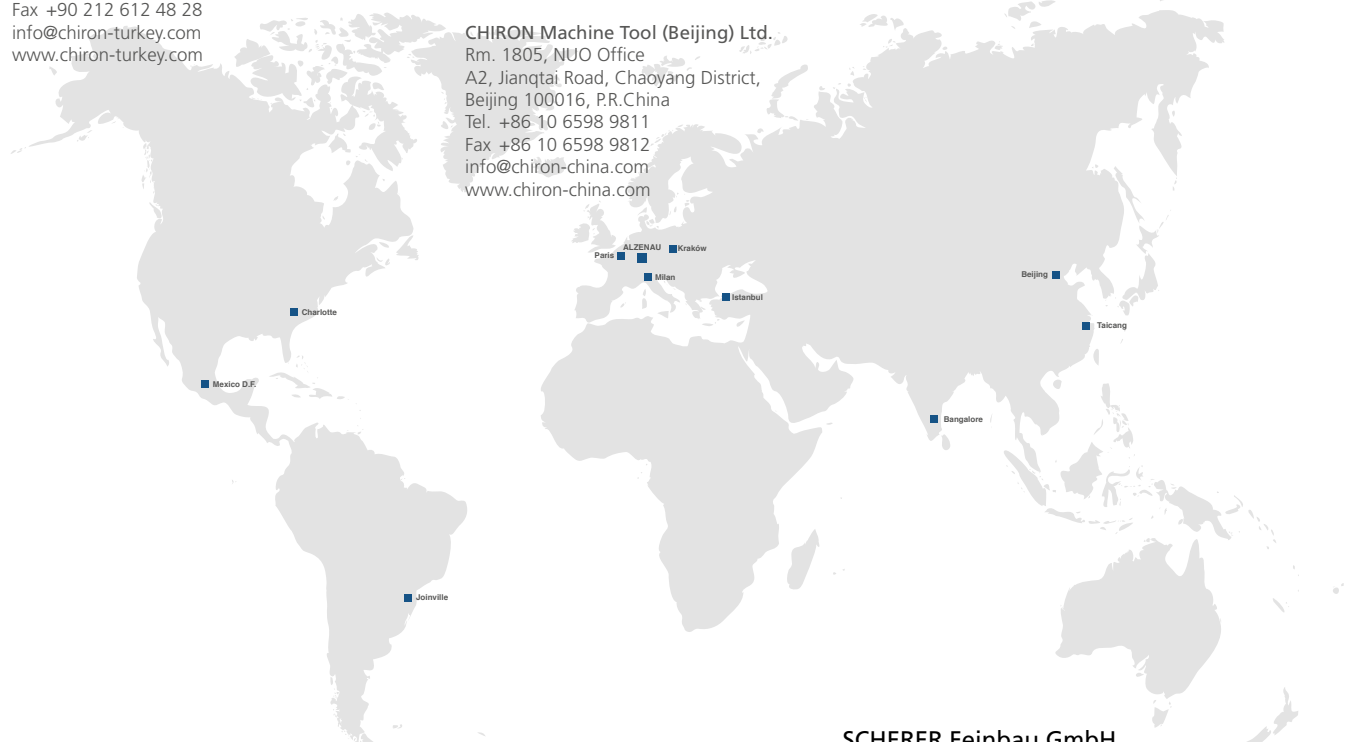 Fax +90 212 612 48 28
info@chiron-turkey.com
www.chiron-turkey.com
CHIRON Machine Tool (Beijing) Ltd.
Rm. 1805, NUO Office
A2, Jianqtai Road, Chaoyang District,
Beijing 100016, P.R.China
Tel. +86 10 6598 9811
Fax +86 10 6598 9812
info@chiron-china.com
www.chiron-china.com
ALZENAU
Kraków
Paris
Milan
Istanbul
Beijing
Charlotte
Taicang
Mexico D.F.
Bangalore
Joinville
SCHERER Feinbau GmbH